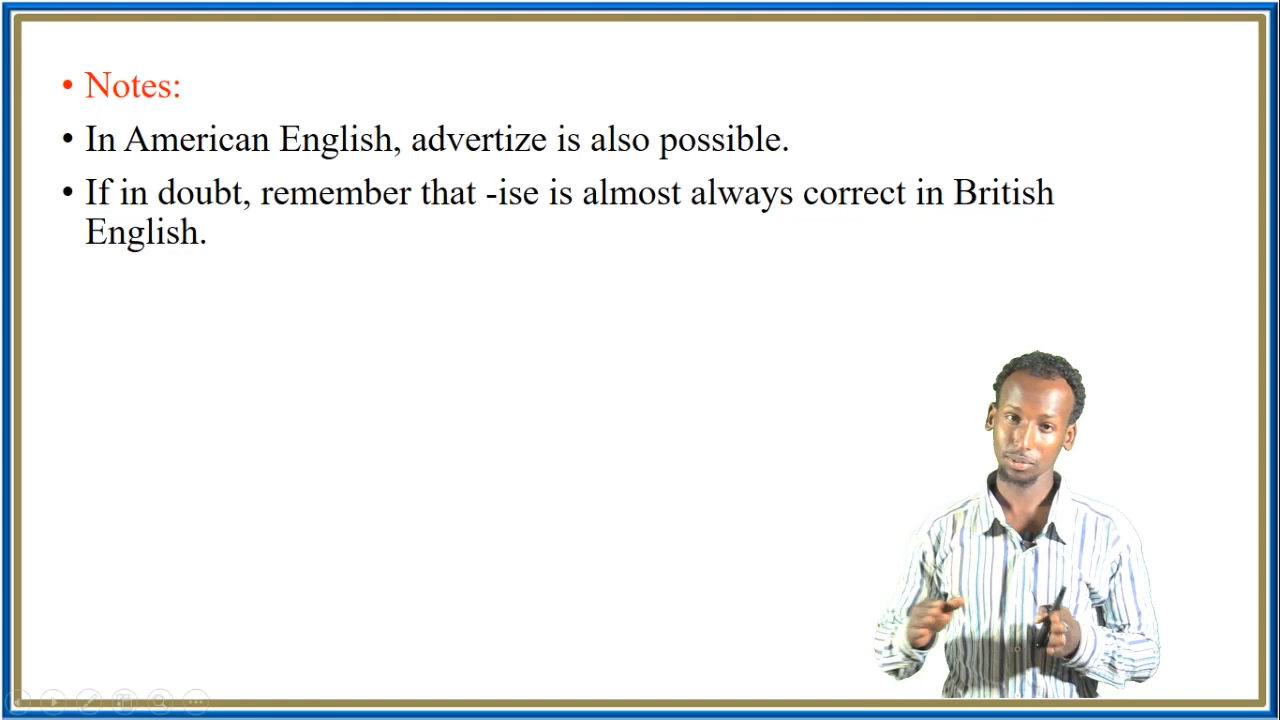 • Notes:
• In American English, advertize is also possible.
• If in doubt, remember that -ise is almost always correct in British
English.